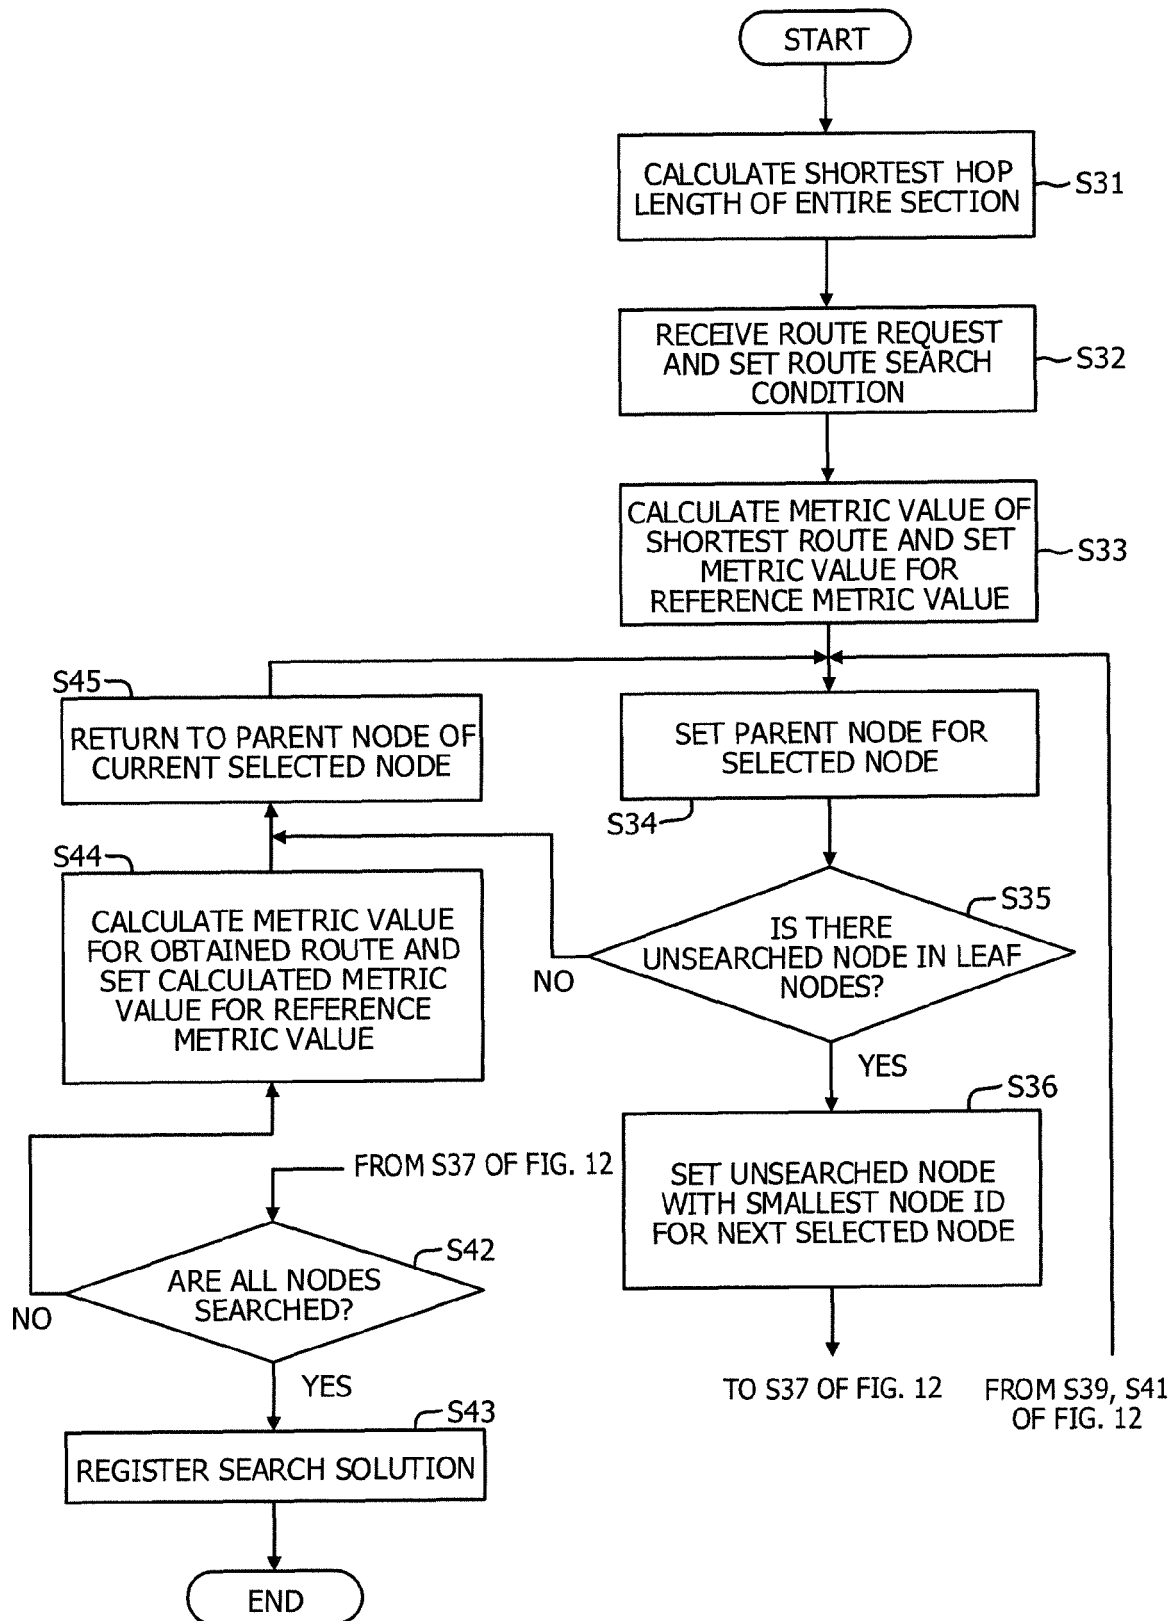 START
CALCULATE SHORTEST HOP
LENGTH OF ENTIRE SECTION
S31
RECEIVE ROUTE REQUEST
AND SET ROUTE SEARCH
CONDITION
S32
CALCULATE METRIC VALUE OF
SHORTEST ROUTE AND SET
METRIC VALUE FOR
REFERENCE METRIC VALUE
S33
S45
RETURN TO PARENT NODE OF
CURRENT SELECTED NODE
SET PARENT NODE FOR
SELECTED NODE
S34
S44
CALCULATE METRIC VALUE
FOR OBTAINED ROUTE AND
SET CALCULATED METRIC
VALUE FOR REFERENCE
METRIC VALUE
S35
IS THERE
UNSEARCHED NODE IN LEAF
NODES?
NO
YES
S36
SET UNSEARCHED NODE
WITH SMALLEST NODE ID
FOR NEXT SELECTED NODE
FROM S37 OF FIG. 12
S42
ARE ALL NODES
SEARCHED?
NO
YES
TO S37 OF FIG. 12
FROM S39, S41
OF FIG. 12
S43
REGISTER SEARCH SOLUTION
END